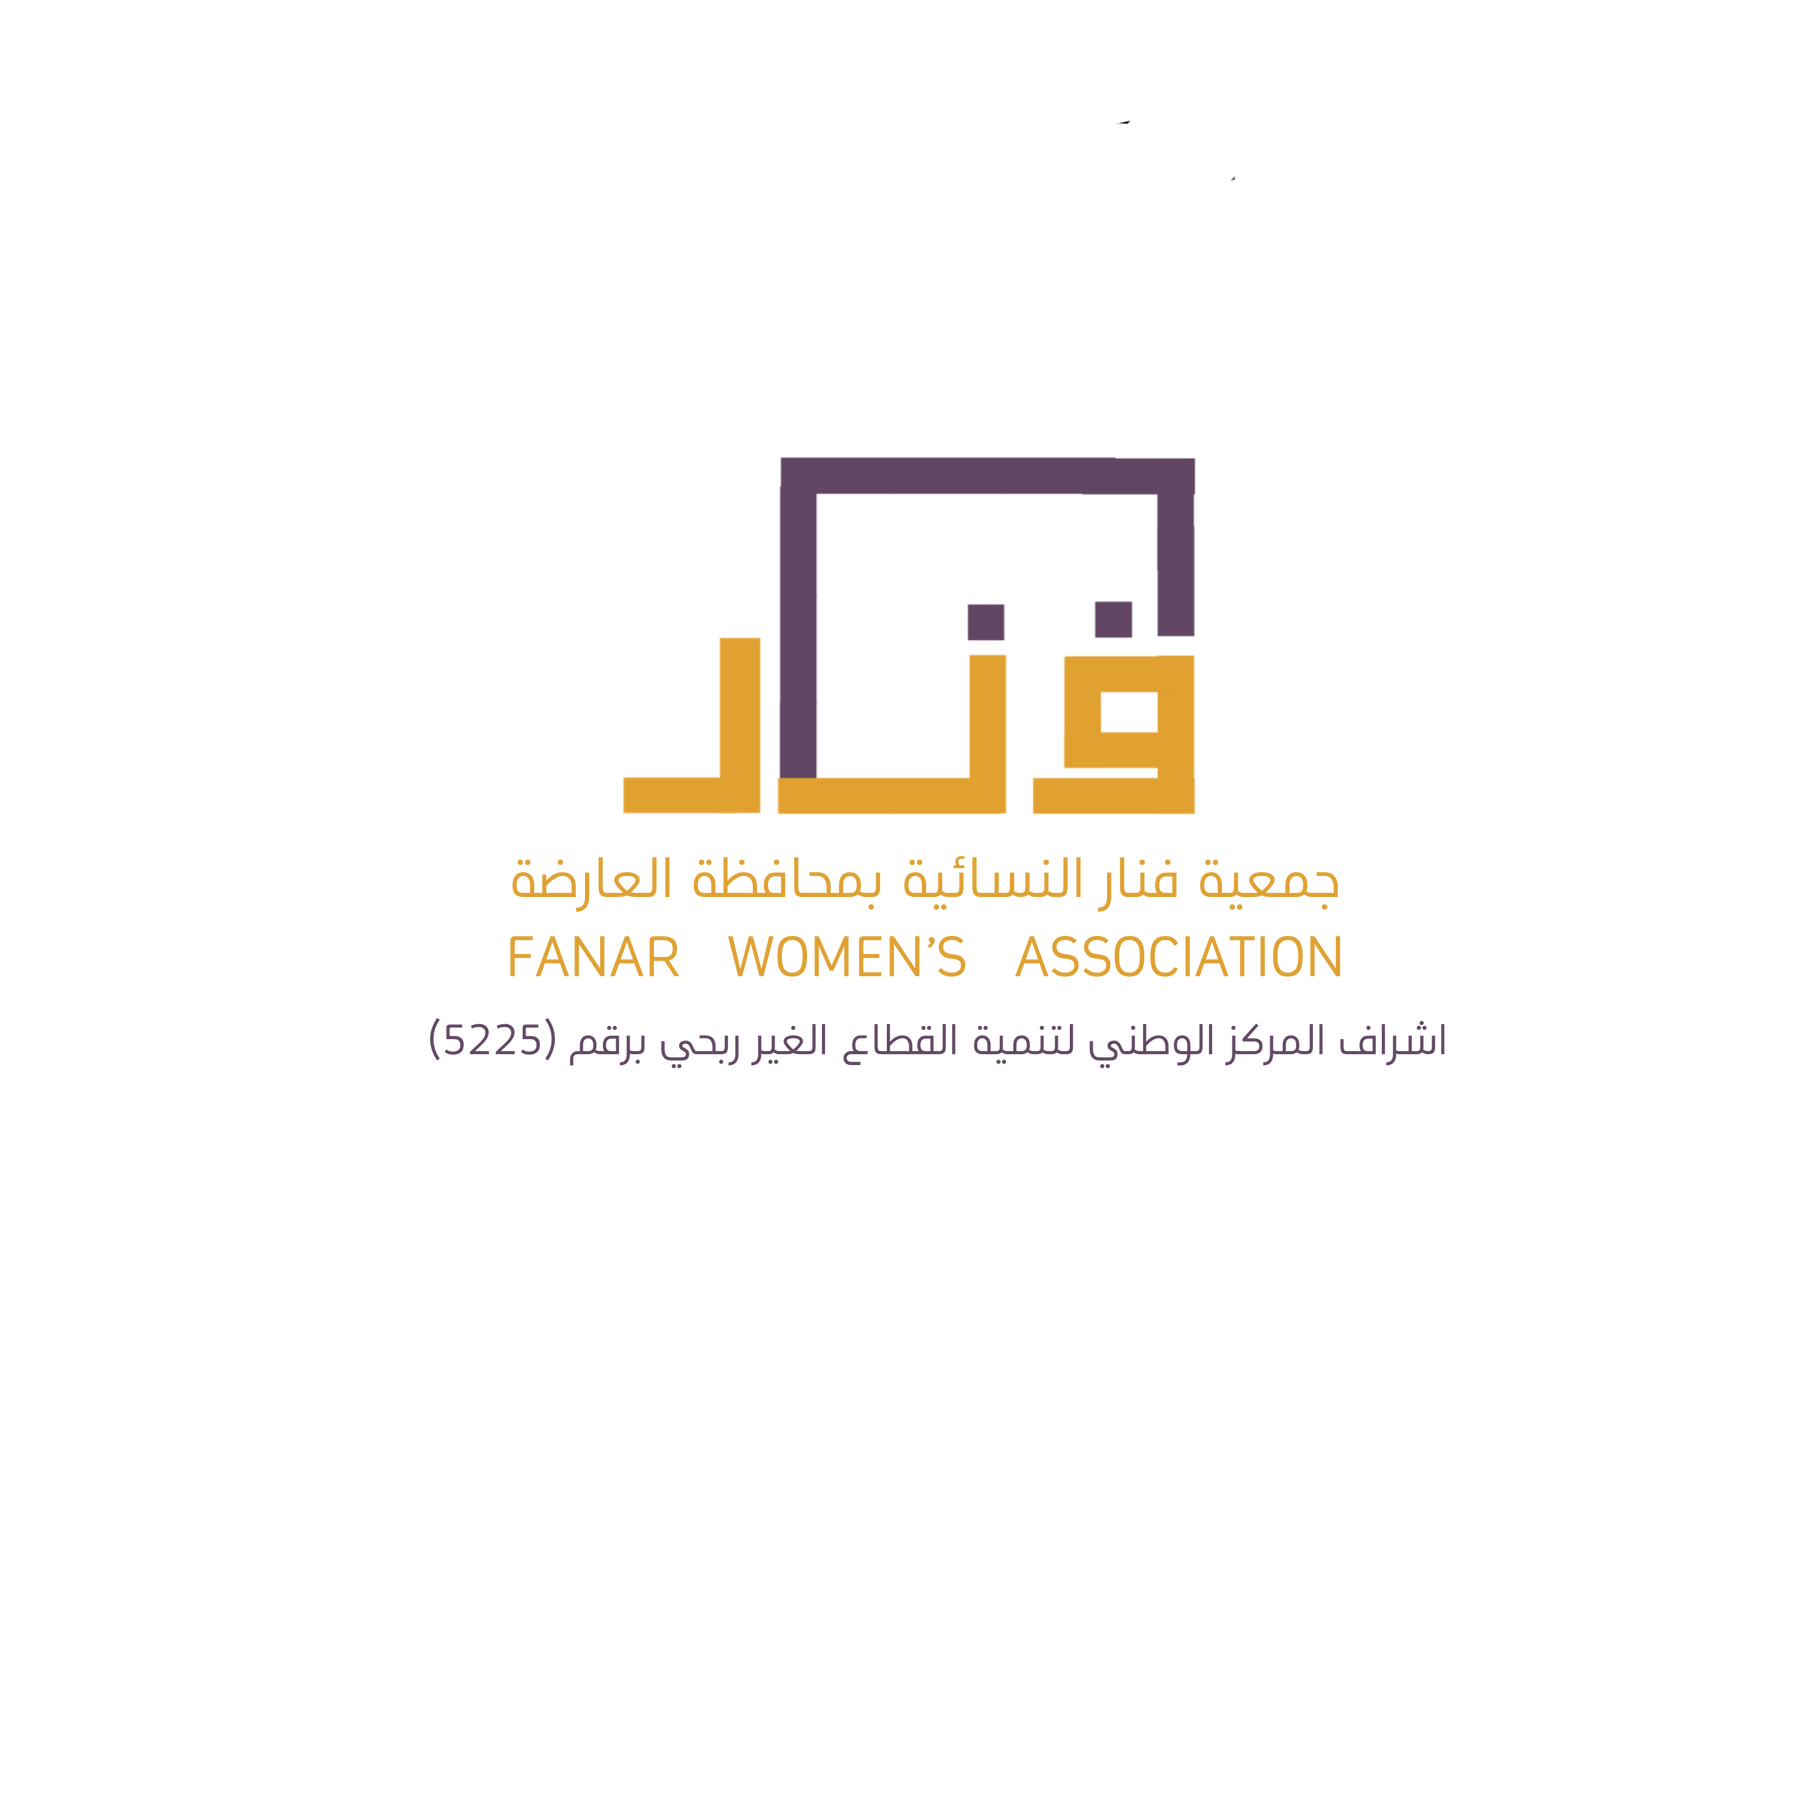 فنار
جمعية فنار النسائية بمحافظة العارضة
FANAR WOMEN'S ASSOCIATION
اشراف المركز الوطني لتنمية القطاع الغير ربحي برقم (5225)